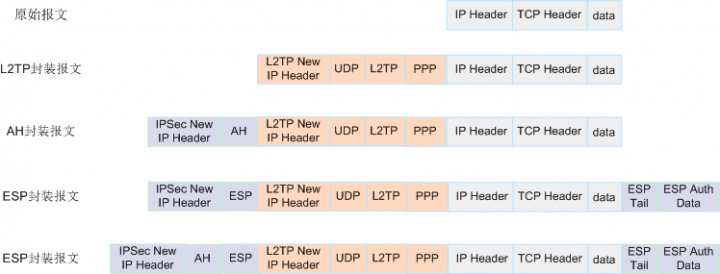 原始报文 IP Header TCP Header data
L2TP封装报文 L2TP New IP Header UDP L2TP PPP IP Header TCP Header data
AH封装报文 IPSec New IP Header AH L2TP New IP Header UDP L2TP PPP IP Header TCP Header data
ESP封装报文 IPSec New IP Header ESP L2TP New IP Header UDP L2TP PPP IP Header TCP Header data ESP Tail ESP Auth Data
ESP封装报文 IPSec New IP Header AH ESP L2TP New IP Header UDP L2TP PPP IP Header TCP Header data ESP Tail ESP Auth Data